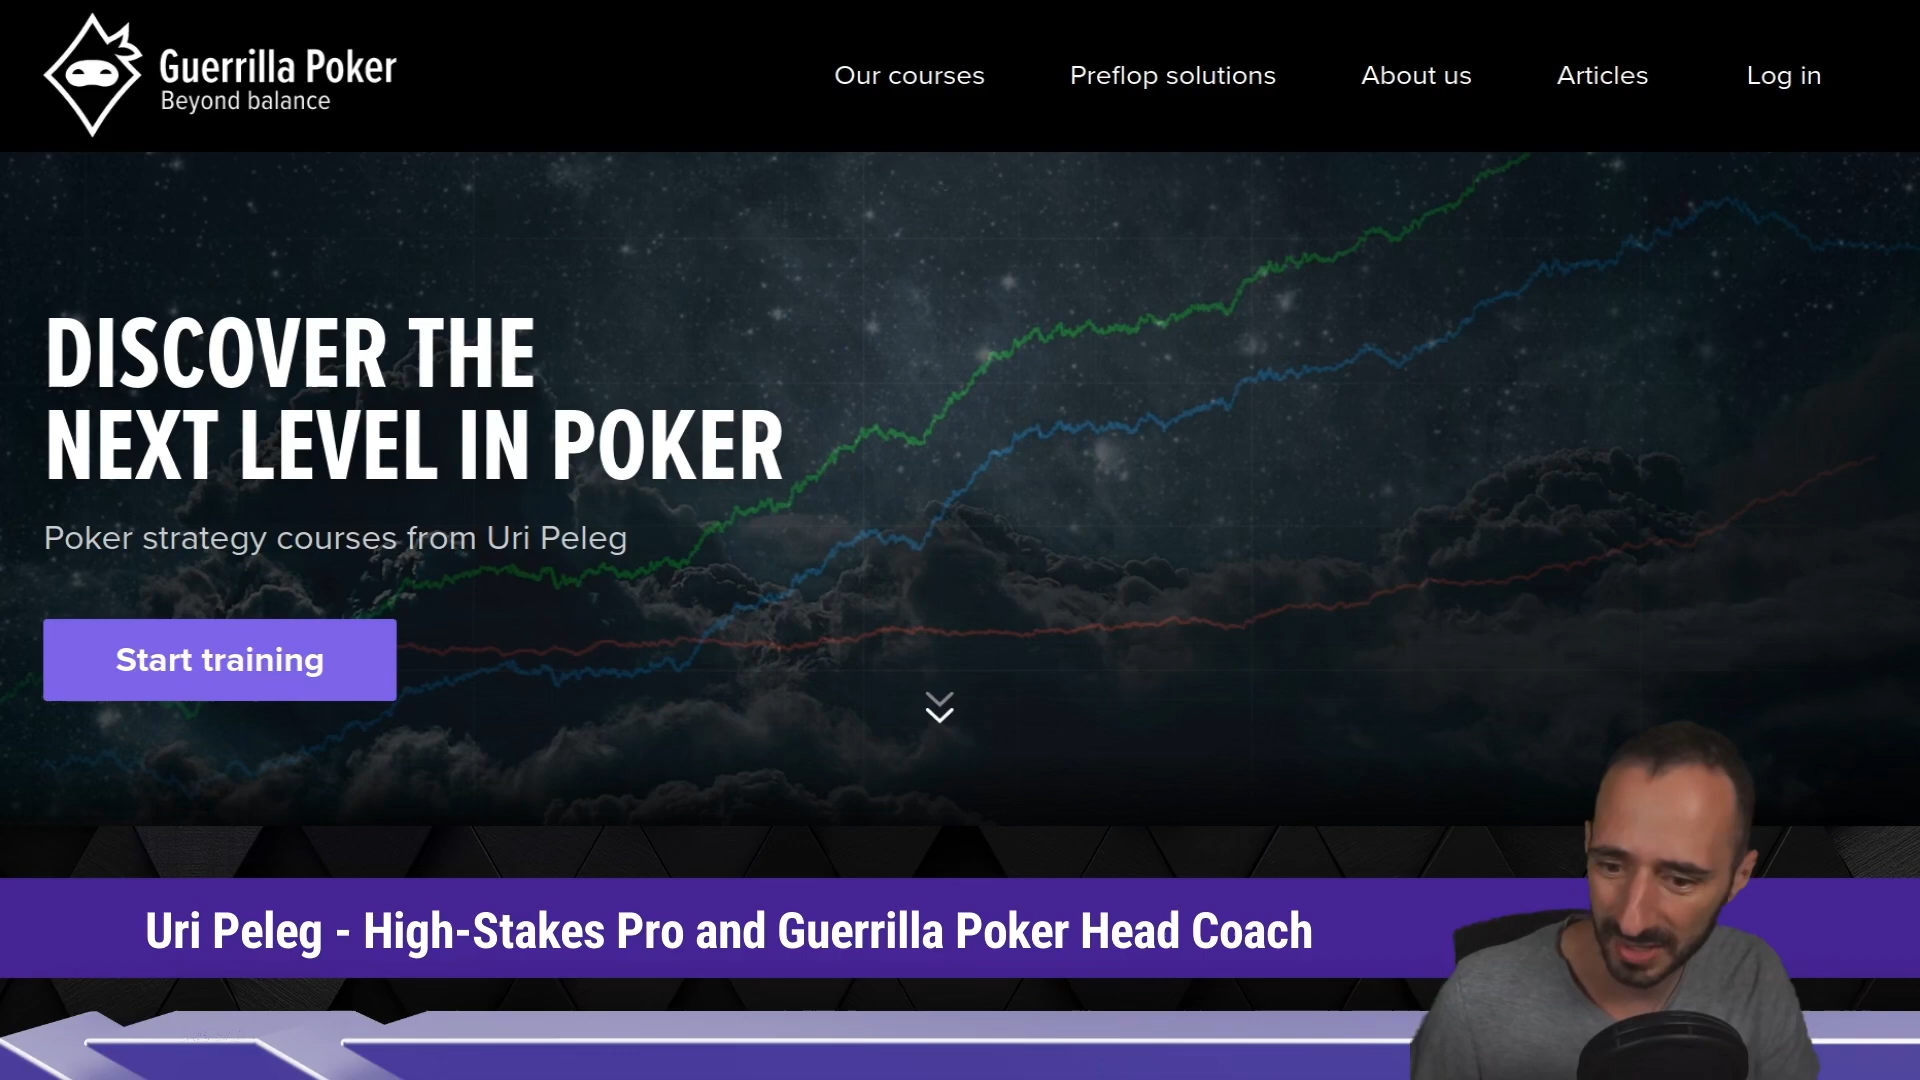 Guerrilla Poker
Beyond balance
Our courses
Preflop solutions
About us
Articles
Log in
DISCOVER THE
NEXT LEVEL IN POKER
Poker strategy courses from Uri Peleg
Start training
Uri Peleg - High-Stakes Pro and Guerrilla Poker Head Coach